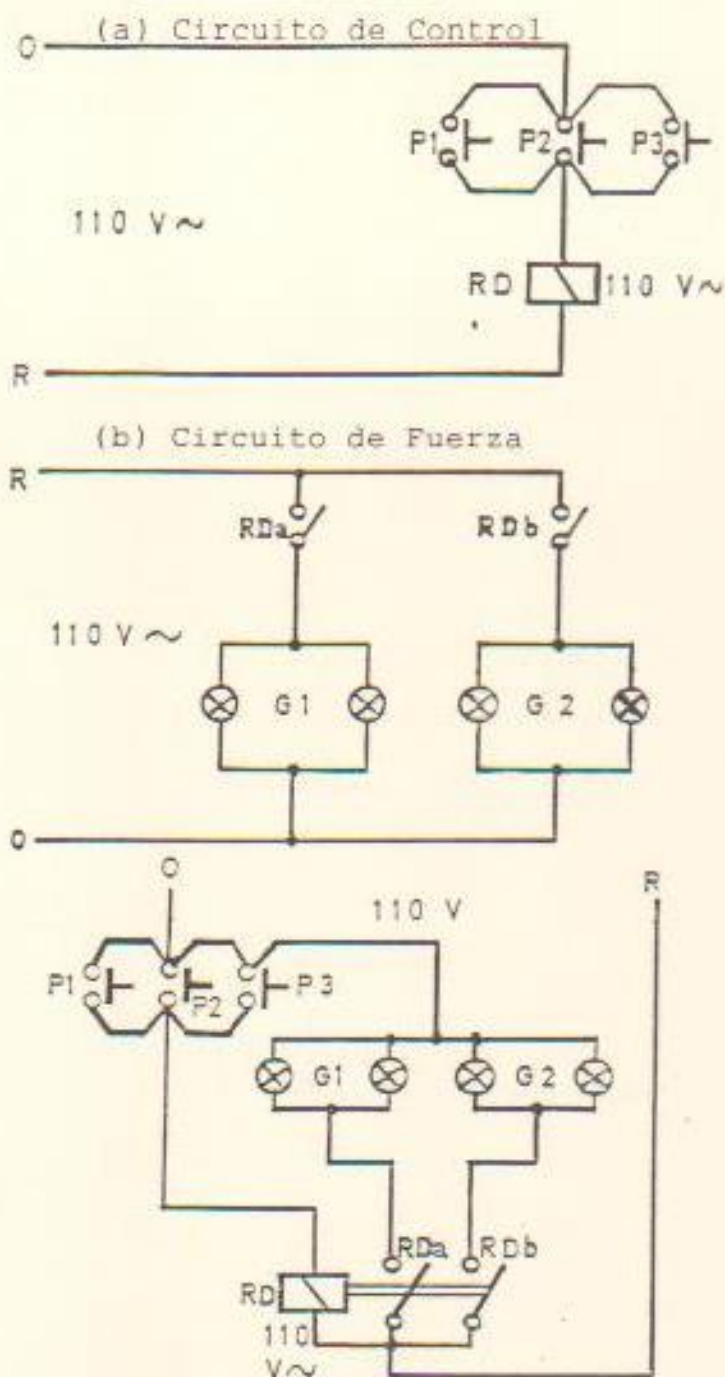 (a) Circuito de Control
O
P1 P2 P3
110 V~
RD 110 V~
R
(b) Circuito de Fuerza
R
RDa RDb
110 V~
G1 G2
O
O R
110 V
P1 P2 P3
G1 G2
RDa RDb
RD
110
V~